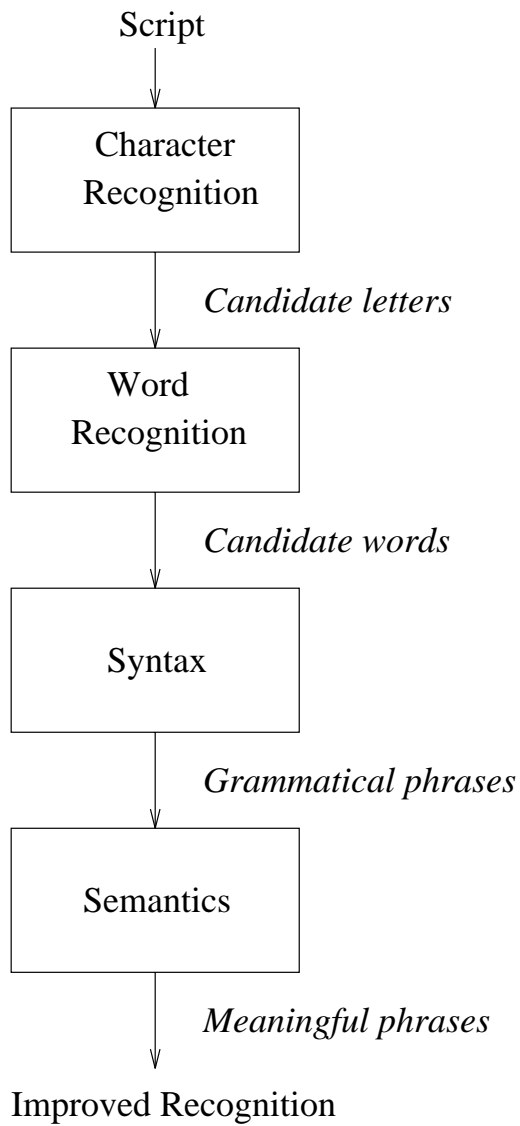 Script
Character
Recognition
Candidate letters
Word
Recognition
Candidate words
Syntax
Grammatical phrases
Semantics
Meaningful phrases
Improved Recognition